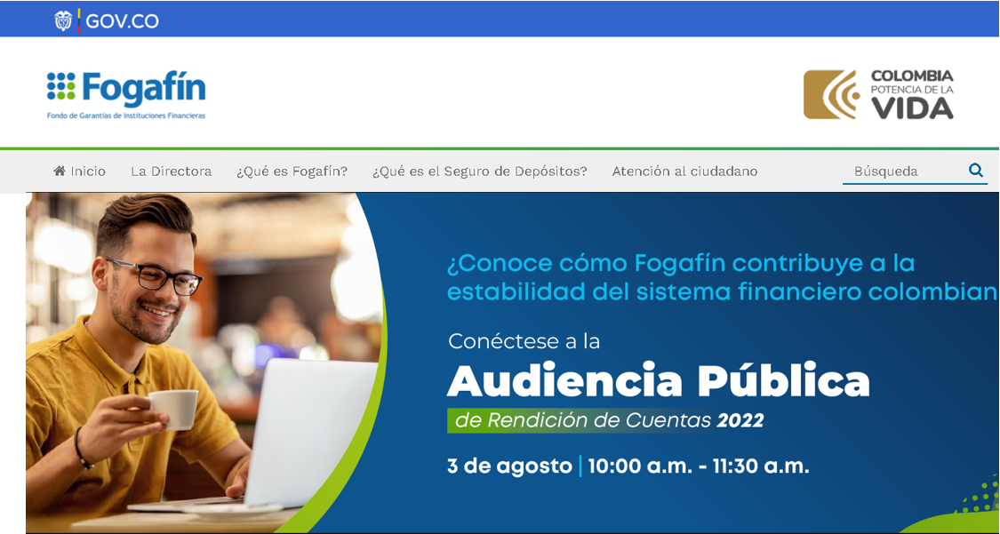 GOV.CO
Fogafín
Fondo de Garantías de Instituciones Financieras
COLOMBIA
POTENCIA DE LA
VIDA
Inicio La Directora ¿Qué es Fogafín? ¿Qué es el Seguro de Depósitos? Atención al ciudadano Búsqueda
¿Conoce cómo Fogafín contribuye a la
estabilidad del sistema financiero colombian
Conéctese a la
Audiencia Pública
de Rendición de Cuentas 2022
3 de agosto | 10:00 a.m. - 11:30 a.m.